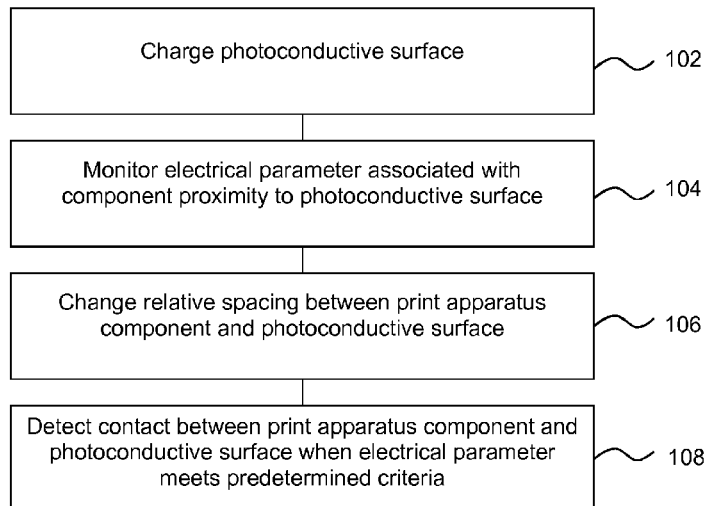 Charge photoconductive surface
102
Monitor electrical parameter associated with
component proximity to photoconductive surface
104
Change relative spacing between print apparatus
component and photoconductive surface
106
Detect contact between print apparatus component and
photoconductive surface when electrical parameter
meets predetermined criteria
108